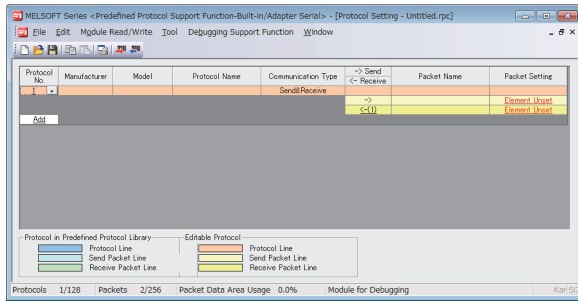 MELSOFT Series <Predefined Protocol Support Function-Built-in/Adapter Serial> - [Protocol Setting - Untitled.rpc]
File Edit Module Read/Write Tool Debugging Support Function Window
Protocol No. Manufacturer Model Protocol Name Communication Type -> Send <- Receive Packet Name Packet Setting
1 Send&Receive
-> Element Unset
<-(1) Element Unset
Add
Protocol in Predefined Protocol Library Editable Protocol
Protocol Line Protocol Line
Send Packet Line Send Packet Line
Receive Packet Line Receive Packet Line
Protocols 1/128 Packets 2/256 Packet Data Area Usage 0.0% Module for Debugging